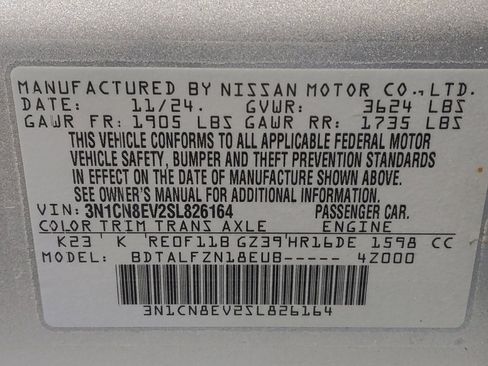 MANUFACTURED BY NISSAN MOTOR CO., LTD.
DATE: 11/24. GVWR: 3624 LBS
GAWR FR: 1905 LBS GAWR RR: 1735 LBS
THIS VEHICLE CONFORMS TO ALL APPLICABLE FEDERAL MOTOR
VEHICLE SAFETY, BUMPER AND THEFT PREVENTION STANDARDS
IN EFFECT ON THE DATE OF MANUFACTURE SHOWN ABOVE.
SEE OWNER'S MANUAL FOR ADDITIONAL INFORMATION.
VIN: 3N1CN8EV2SL826164 PASSENGER CAR.
COLOR TRIM TRANS AXLE ENGINE
K23 K RE0F11B GZ39 HR16DE 1598 CC
MODEL: BDTALFZN18EUB----- 4Z000
3N1CN8EV2SL826164